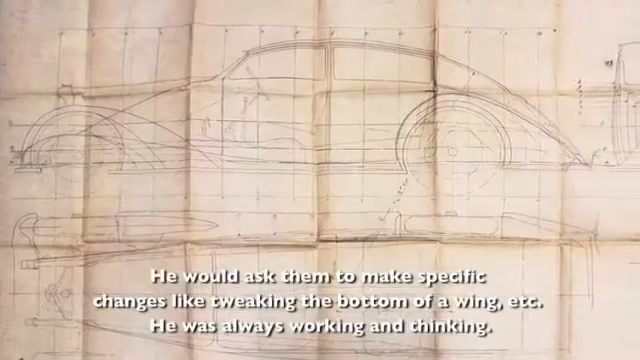 He would ask them to make specific
changes like tweaking the bottom of a wing, etc.
He was always working and thinking.